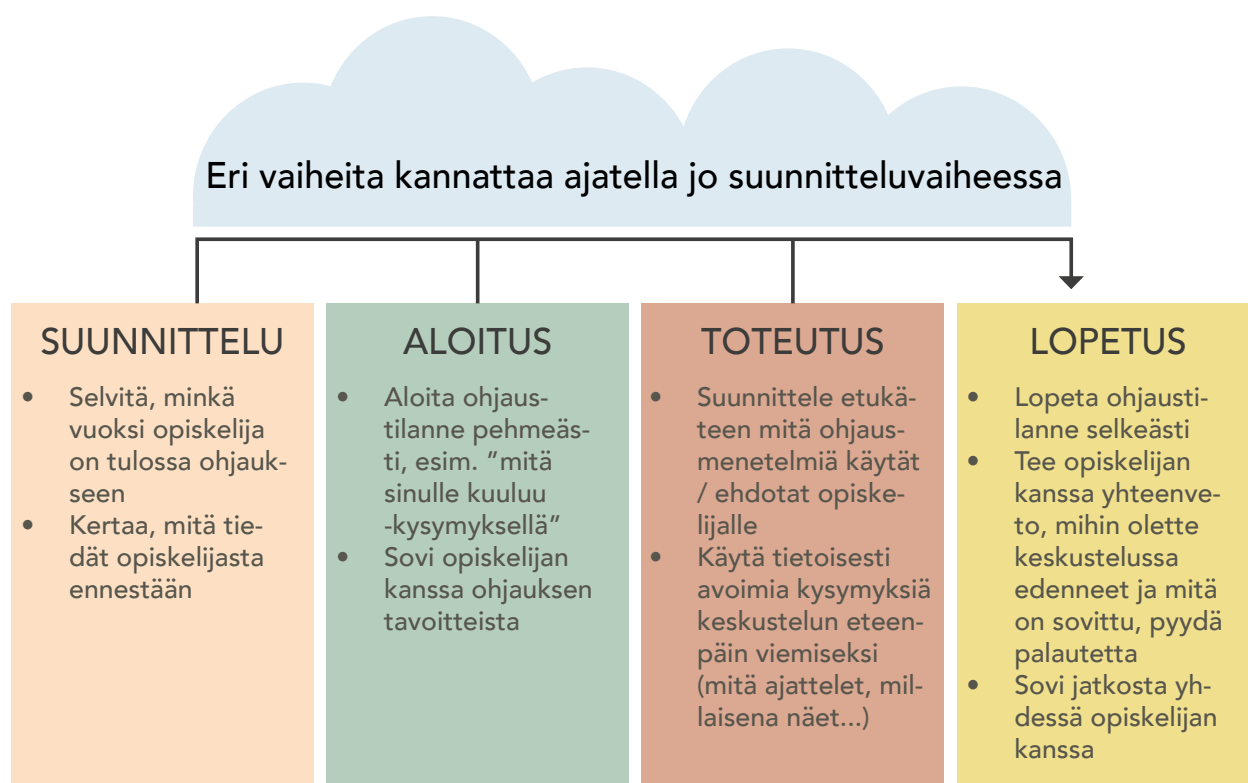 Eri vaiheita kannattaa ajatella jo suunnitteluvaiheessa
SUUNNITTELU
• Selvitä, minkä
vuoksi opiskelija
on tulossa ohjauk-
seen
• Kertaa, mitä tie-
dät opiskelijasta
ennestään
ALOITUS
• Aloita ohjaus-
tilanne pehmeäs-
ti, esim. ”mitä
sinulle kuuluu
-kysymyksellä”
• Sovi opiskelijan
kanssa ohjauksen
tavoitteista
TOTEUTUS
• Suunnittele etukä-
teen mitä ohjaus-
menetelmiä käytät
/ ehdotat opiske-
lijalle
• Käytä tietoisesti
avoimia kysymyksiä
keskustelun eteen-
päin viemiseksi
(mitä ajattelet, mil-
laisena näet...)
LOPETUS
• Lopeta ohjausti-
lanne selkeästi
• Tee opiskelijan
kanssa yhteenve-
to, mihin olette
keskustelussa
edenneet ja mitä
on sovittu, pyydä
palautetta
• Sovi jatkosta yh-
dessä opiskelijan
kanssa